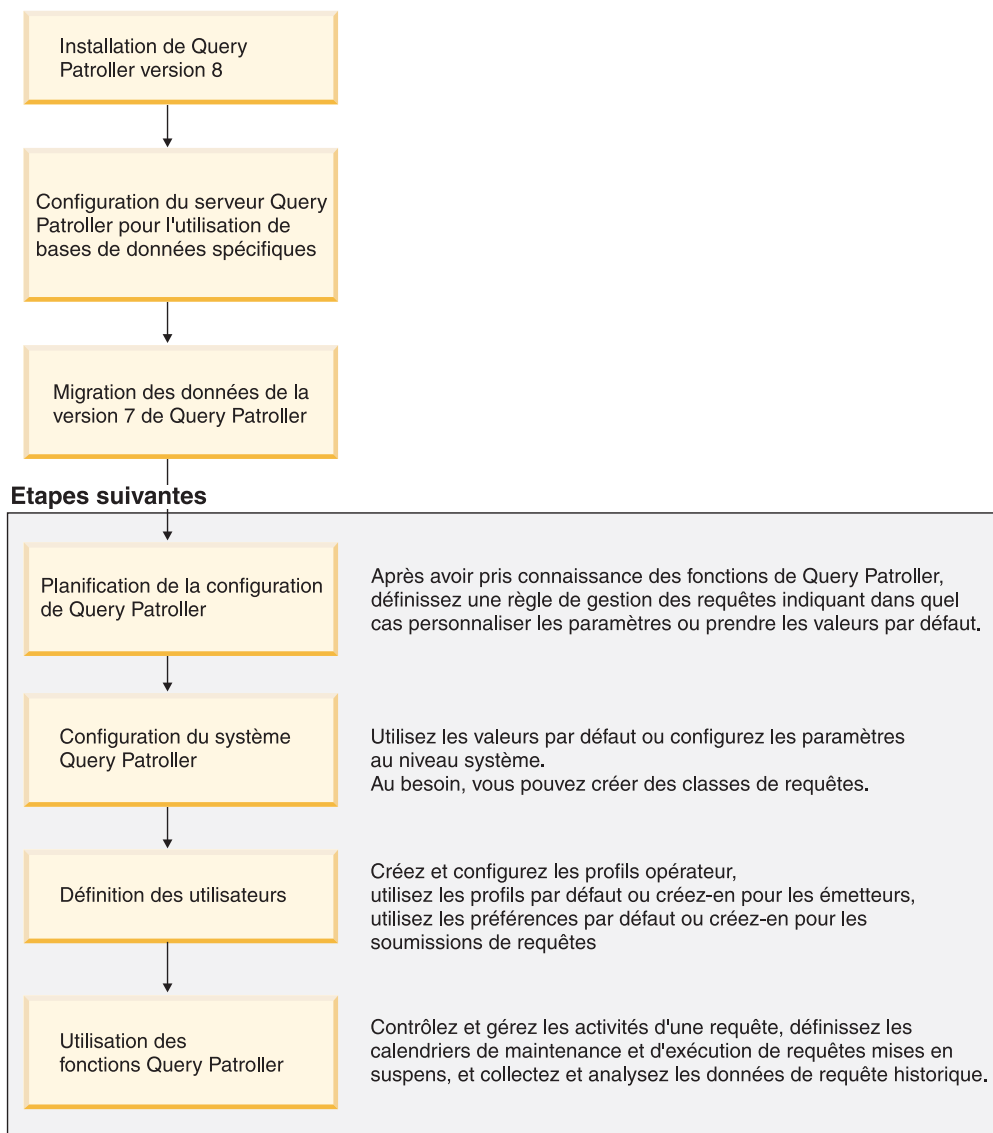 Installation de Query
Patroller version 8
Configuration du serveur Query
Patroller pour l'utilisation de
bases de données spécifiques
Migration des données de la
version 7 de Query Patroller
Etapes suivantes
Planification de la configuration
de Query Patroller
Après avoir pris connaissance des fonctions de Query Patroller,
définissez une règle de gestion des requêtes indiquant dans quel
cas personnaliser les paramètres ou prendre les valeurs par défaut.
Configuration du système
Query Patroller
Utilisez les valeurs par défaut ou configurez les paramètres
au niveau système.
Au besoin, vous pouvez créer des classes de requêtes.
Définition des utilisateurs
Créez et configurez les profils opérateur,
utilisez les profils par défaut ou créez-en pour les émetteurs,
utilisez les préférences par défaut ou créez-en pour les
soumissions de requêtes
Utilisation des
fonctions Query Patroller
Contrôlez et gérez les activités d'une requête, définissez les
calendriers de maintenance et d'exécution de requêtes mises en
suspens, et collectez et analysez les données de requête historique.